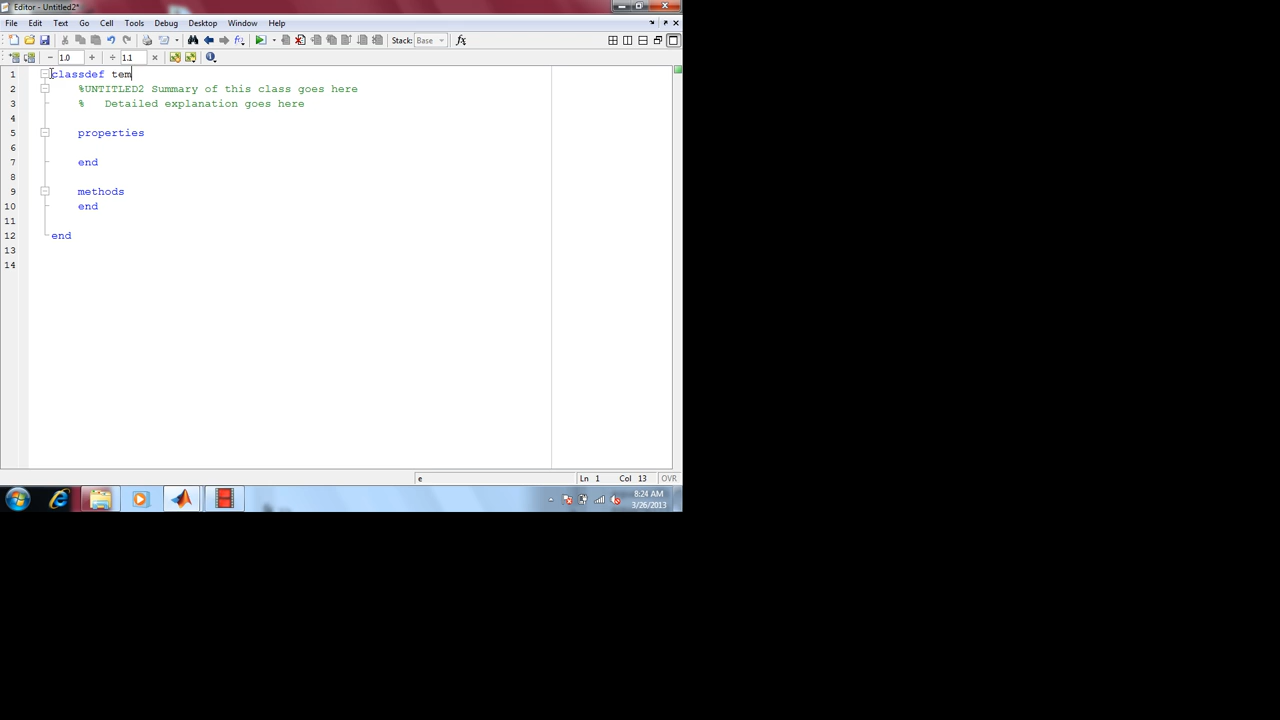 Editor - Untitled2*
File Edit Text Go Cell Tools Debug Desktop Window Help
Stack: Base fx
− 1.0 + ÷ 1.1 ×
1 classdef tem
2 %UNTITLED2 Summary of this class goes here
3 % Detailed explanation goes here
4
5 properties
6
7 end
8
9 methods
10 end
11
12 end
13
14
e Ln 1 Col 13 OVR
8:24 AM
3/26/2013